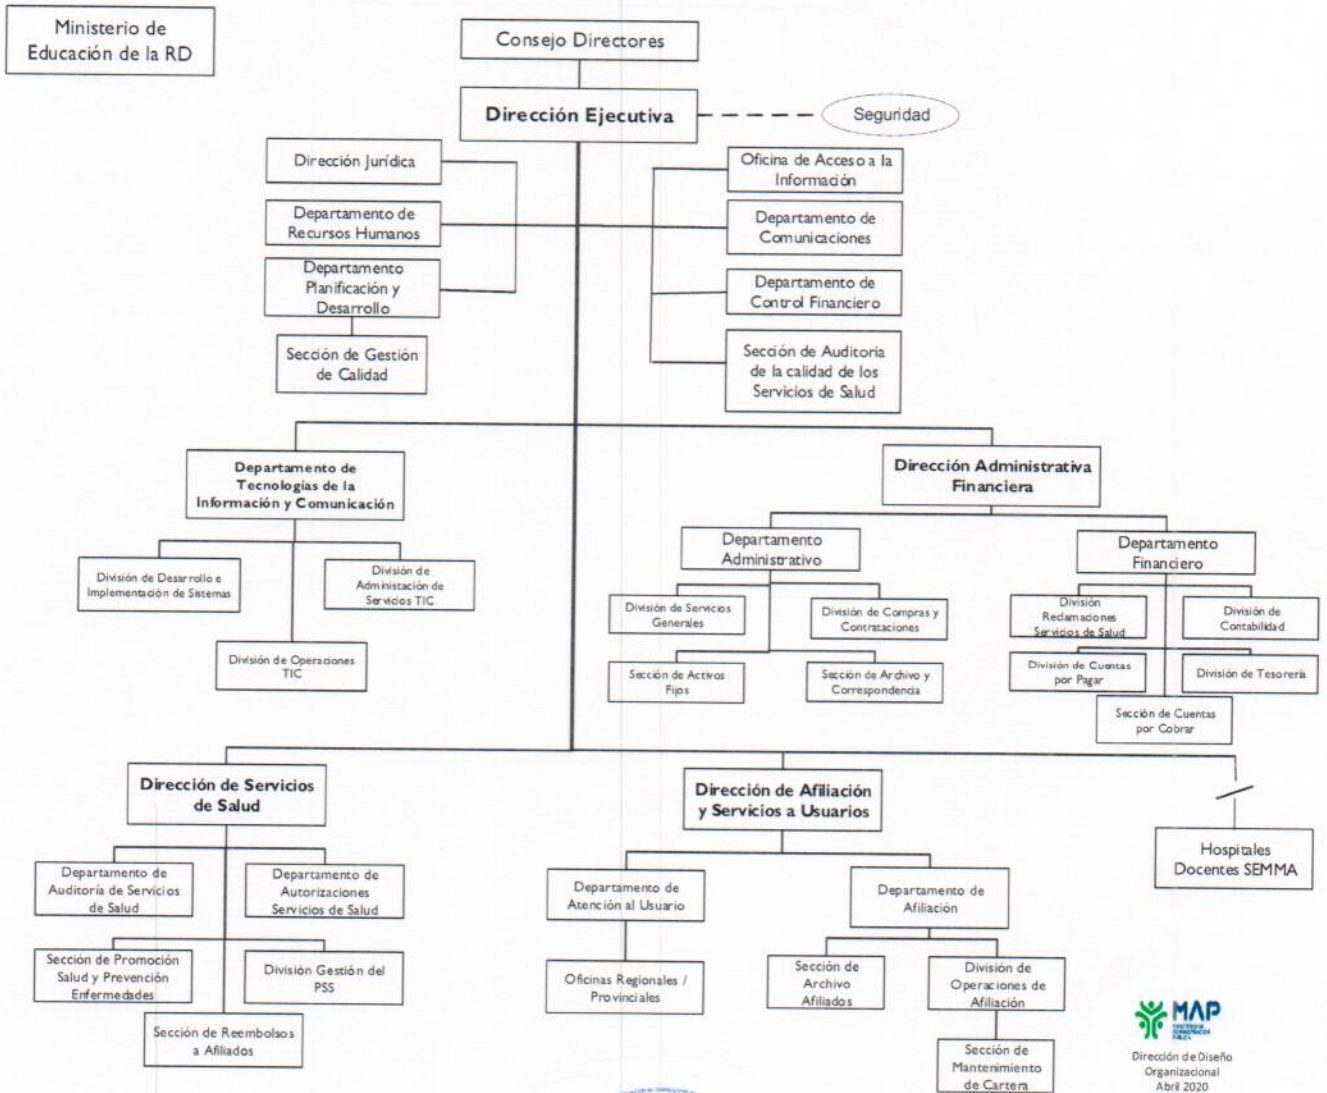 Ministerio de
Educación de la RD
Consejo Directores
Dirección Ejecutiva
Seguridad
Dirección Jurídica
Oficina de Acceso a la
Información
Departamento de
Recursos Humanos
Departamento de
Comunicaciones
Departamento
Planificación y
Desarrollo
Departamento de
Control Financiero
Sección de Gestión
de Calidad
Sección de Auditoría
de la calidad de los
Servicios de Salud
Departamento de
Tecnologías de la
Información y Comunicación
Dirección Administrativa
Financiera
División de Desarrollo e
Implementación de Sistemas
División de
Administación de
Servicios TIC
División de Operaciones
TIC
Departamento
Administrativo
Departamento
Financiero
División de Servicios
Generales
División de Compras y
Contrataciones
Sección de Activos
Fijos
Sección de Archivo y
Correspondencia
División
Reclamaciones
Servicios de Salud
División de
Contabilidad
División de Cuentas
por Pagar
División de Tesorería
Sección de Cuentas
por Cobrar
Dirección de Servicios
de Salud
Dirección de Afiliación
y Servicios a Usuarios
Hospitales
Docentes SEMMA
Departamento de
Auditoría de Servicios
de Salud
Departamento de
Autorizaciones
Servicios de Salud
Sección de Promoción
Salud y Prevención
Enfermedades
División Gestión del
PSS
Sección de Reembolsos
a Afiliados
Departamento de
Atención al Usuario
Departamento de
Afiliación
Oficinas Regionales /
Provinciales
Sección de
Archivo
Afiliados
División de
Operaciones de
Afiliación
Sección de
Mantenimiento
de Cartera
MAP
MINISTERIO DE
ADMINISTRACIÓN
PÚBLICA
Dirección de Diseño
Organizacional
Abril 2020